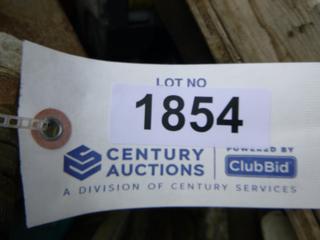 LOT NO
1854
CENTURY
AUCTIONS
POWERED BY
ClubBid
A DIVISION OF CENTURY SERVICES